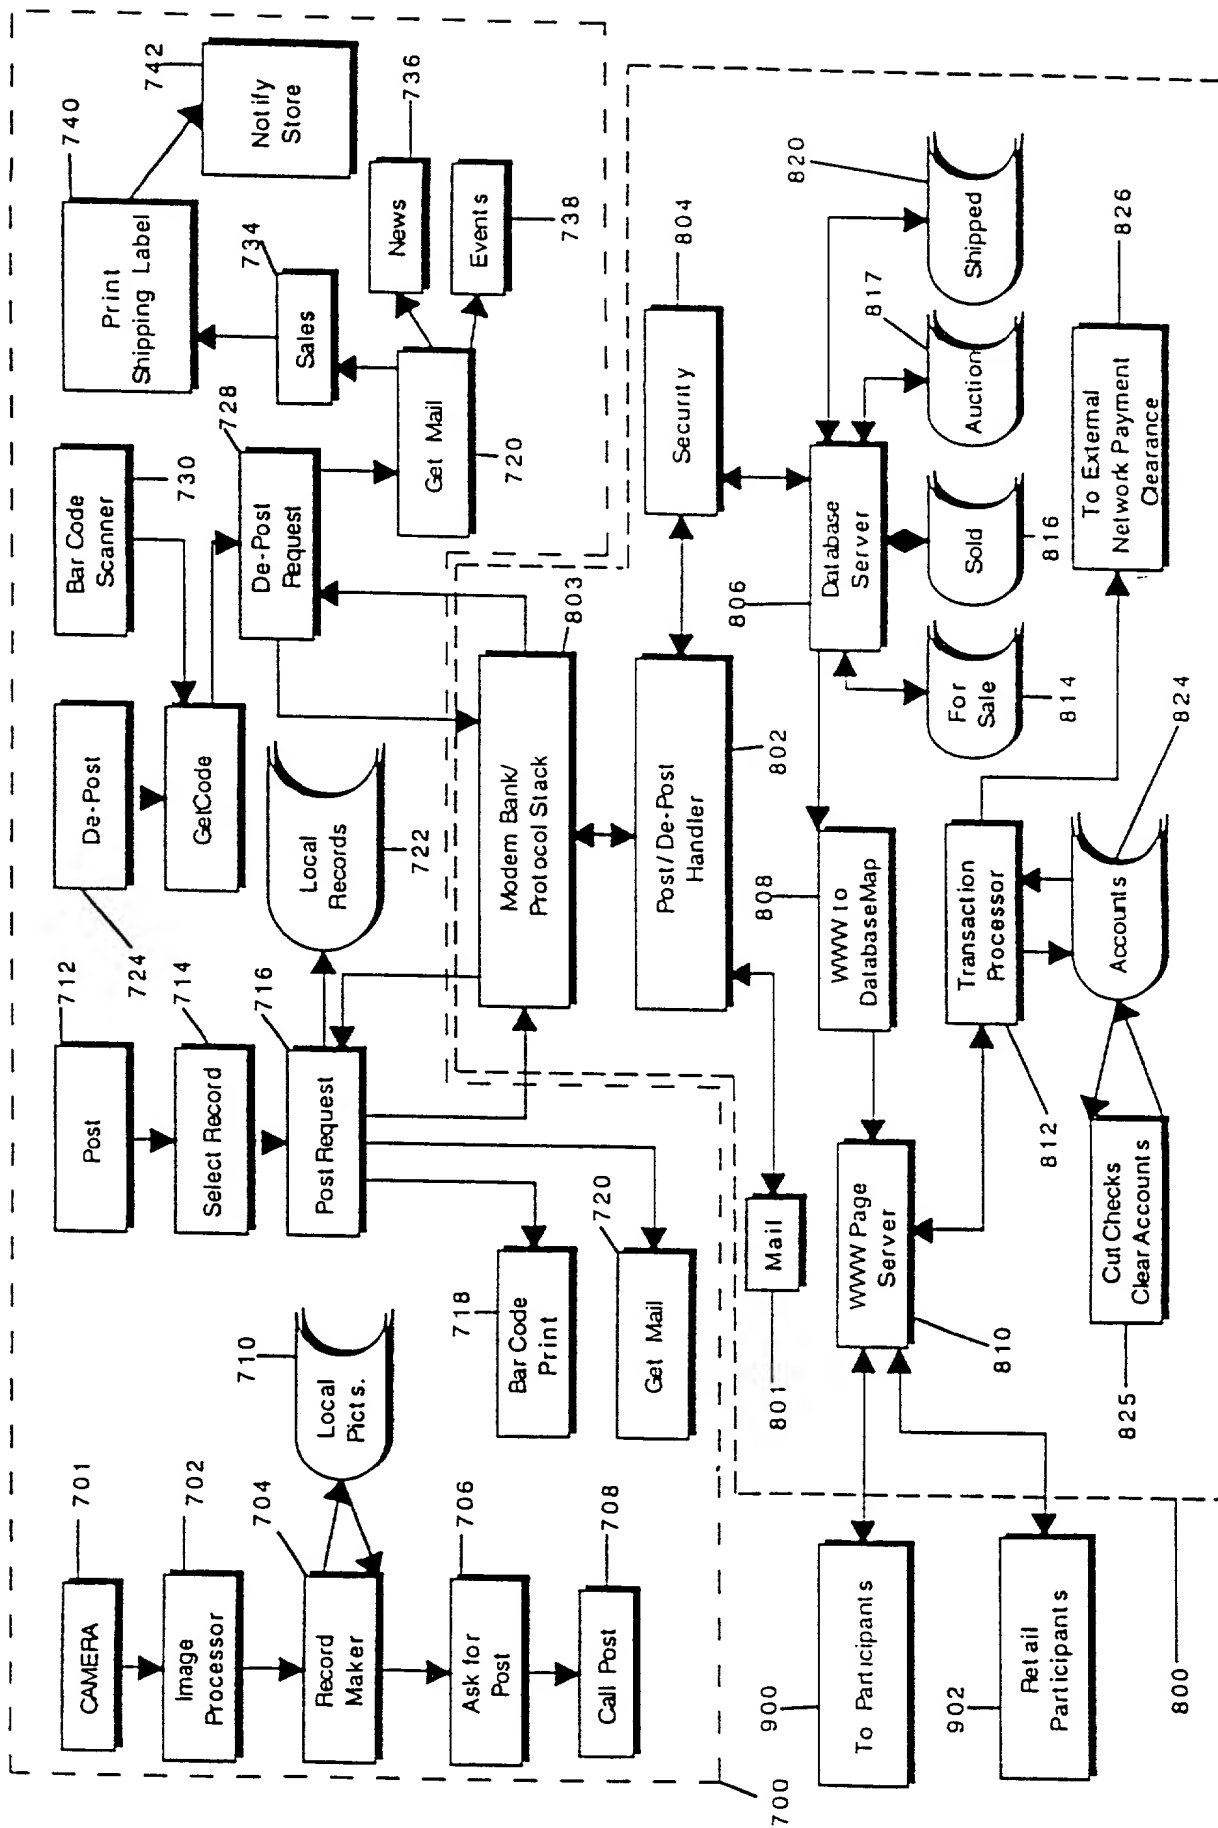 701
CAMERA
702
Image
Processor
704
Record
Maker
710
Local
Picts.
706
Ask for
Post
708
Call Post
700
712
Post
714
Select Record
716
Post Request
718
Bar Code
Print
720
Get Mail
722
Local
Records
724
De-Post
GetCode
730
Bar Code
Scanner
728
De-Post
Request
720
Get Mail
734
Sales
736
News
738
Events
740
Print
Shipping Label
742
Notify
Store
803
Modem Bank/
Protocol Stack
802
Post/De-Post
Handler
801
Mail
804
Security
806
Database
Server
808
WWW to
DatabaseMap
810
WWW Page
Server
814
For
Sale
816
Sold
817
Auction
820
Shipped
812
Transaction
Processor
824
Accounts
825
Cut Checks
Clear Accounts
826
To External
Network Payment
Clearance
900
To Participants
902
Retail
Participants
800